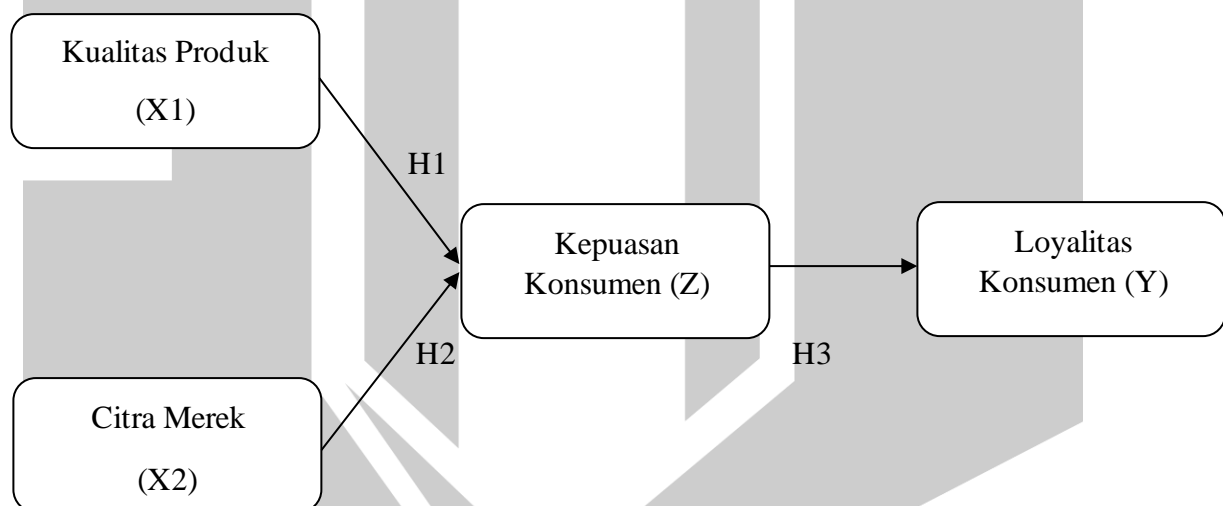 Kualitas Produk
(X1)
H1
Kepuasan
Konsumen (Z)
Loyalitas
Konsumen (Y)
H2
H3
Citra Merek
(X2)